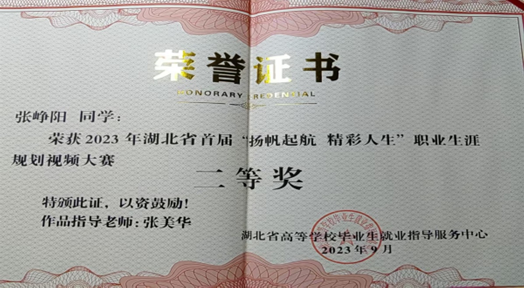 荣誉证书
HONORARY CREDENTIAL
张峥阳 同学：
荣获2023年湖北省首届“扬帆起航 精彩人生”职业生涯
规划视频大赛
二等奖
特颁此证，以资鼓励！
作品指导老师：张美华
湖北省高等学校毕业生就业指导服务中心
2023年9月